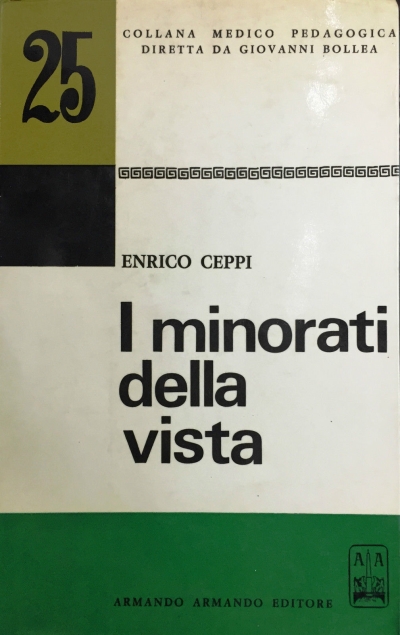 25
COLLANA MEDICO PEDAGOGICA
DIRETTA DA GIOVANNI BOLLEA
ENRICO CEPPI
I minorati
della
vista
A A
ARMANDO ARMANDO EDITORE